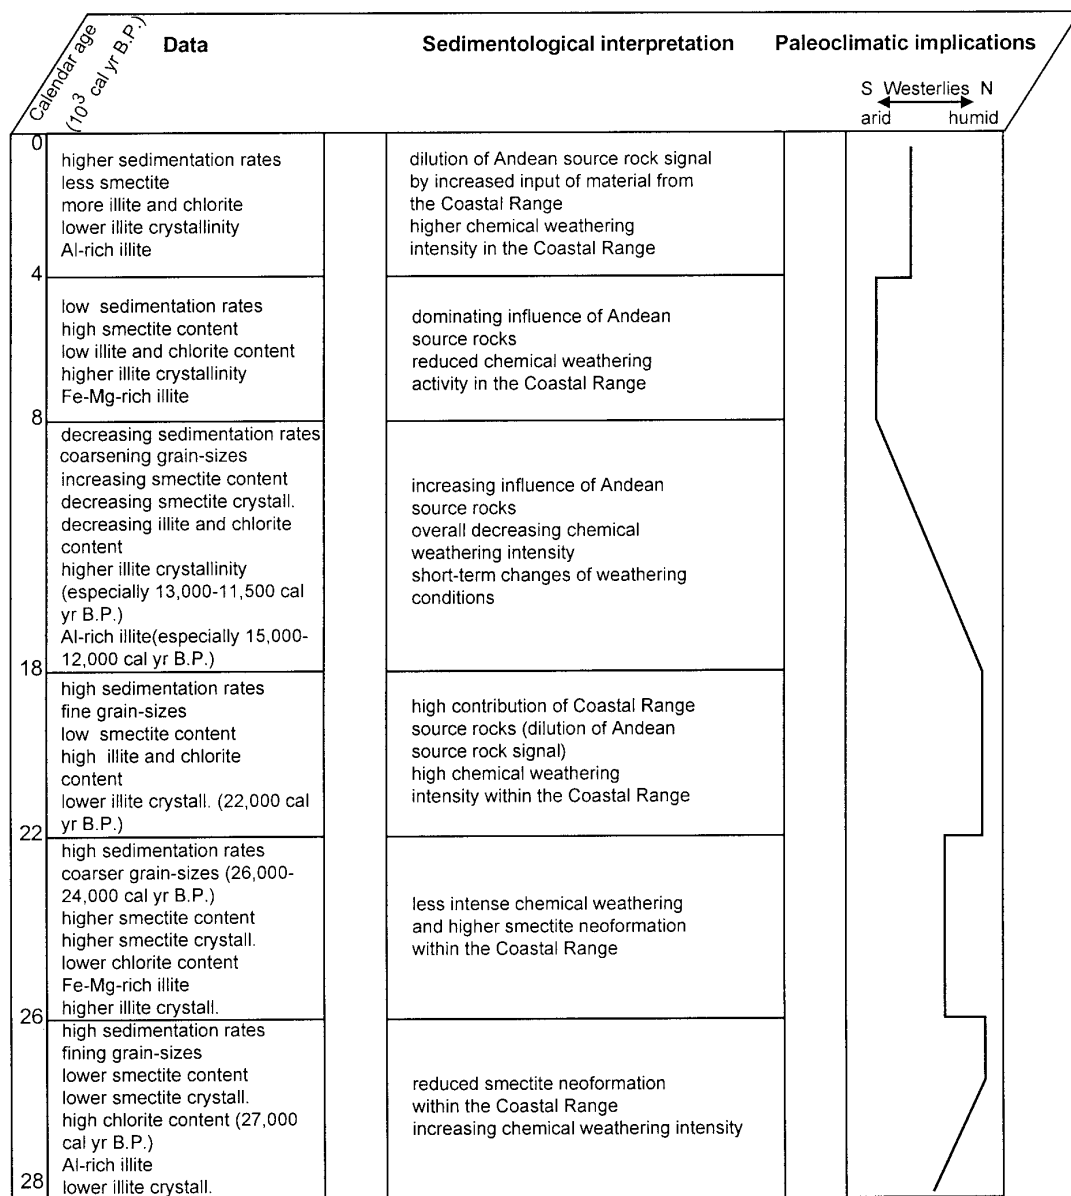 Calendar age
(10³ cal yr B.P.)
Data
Sedimentological interpretation
Paleoclimatic implications
S Westerlies N
arid humid
0
higher sedimentation rates
less smectite
more illite and chlorite
lower illite crystallinity
Al-rich illite
dilution of Andean source rock signal
by increased input of material from
the Coastal Range
higher chemical weathering
intensity in the Coastal Range
4
low sedimentation rates
high smectite content
low illite and chlorite content
higher illite crystallinity
Fe-Mg-rich illite
dominating influence of Andean
source rocks
reduced chemical weathering
activity in the Coastal Range
8
decreasing sedimentation rates
coarsening grain-sizes
increasing smectite content
decreasing smectite crystall.
decreasing illite and chlorite
content
higher illite crystallinity
(especially 13,000-11,500 cal
yr B.P.)
Al-rich illite(especially 15,000-
12,000 cal yr B.P.)
increasing influence of Andean
source rocks
overall decreasing chemical
weathering intensity
short-term changes of weathering
conditions
18
high sedimentation rates
fine grain-sizes
low smectite content
high illite and chlorite
content
lower illite crystall. (22,000 cal
yr B.P.)
high contribution of Coastal Range
source rocks (dilution of Andean
source rock signal)
high chemical weathering
intensity within the Coastal Range
22
high sedimentation rates
coarser grain-sizes (26,000-
24,000 cal yr B.P.)
higher smectite content
higher smectite crystall.
lower chlorite content
Fe-Mg-rich illite
higher illite crystall.
less intense chemical weathering
and higher smectite neoformation
within the Coastal Range
26
high sedimentation rates
fining grain-sizes
lower smectite content
lower smectite crystall.
high chlorite content (27,000
cal yr B.P.)
Al-rich illite
lower illite crystall.
reduced smectite neoformation
within the Coastal Range
increasing chemical weathering intensity
28